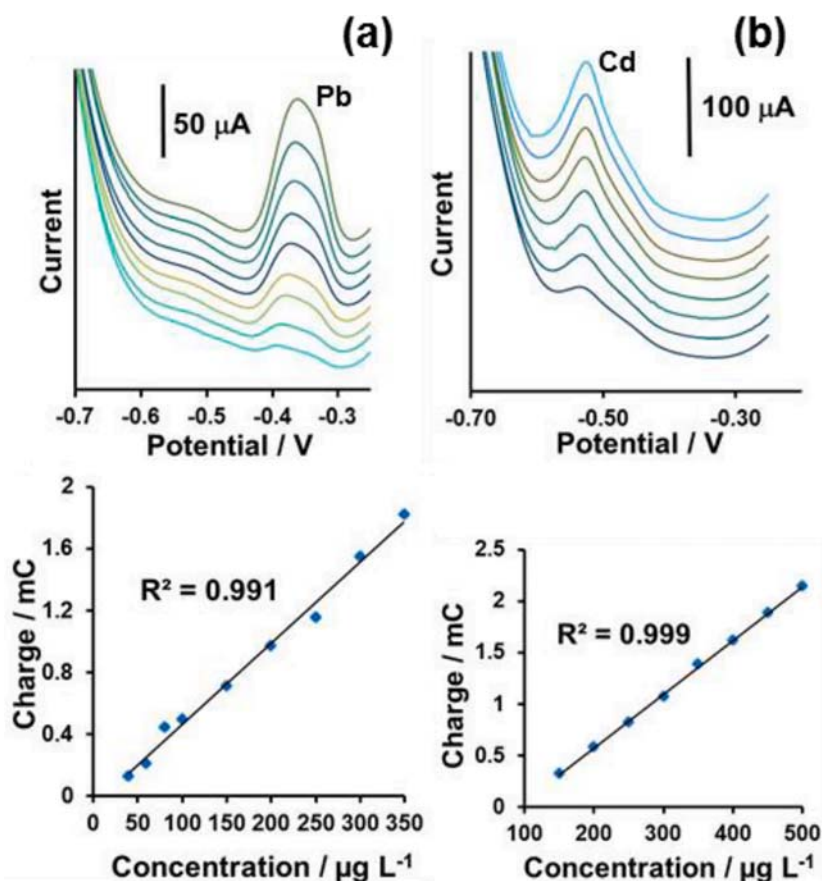 (a)
Pb
50 μA
Current
-0.7 -0.6 -0.5 -0.4 -0.3
Potential / V
(b)
Cd
100 μA
Current
-0.70 -0.50 -0.30
Potential / V
2
1.6
1.2
0.8
0.4
0
R² = 0.991
Charge / mC
0 50 100 150 200 250 300 350
Concentration / µg L⁻¹
2.5
2
1.5
1
0.5
0
R² = 0.999
Charge / mC
100 200 300 400 500
Concentration / µg L⁻¹